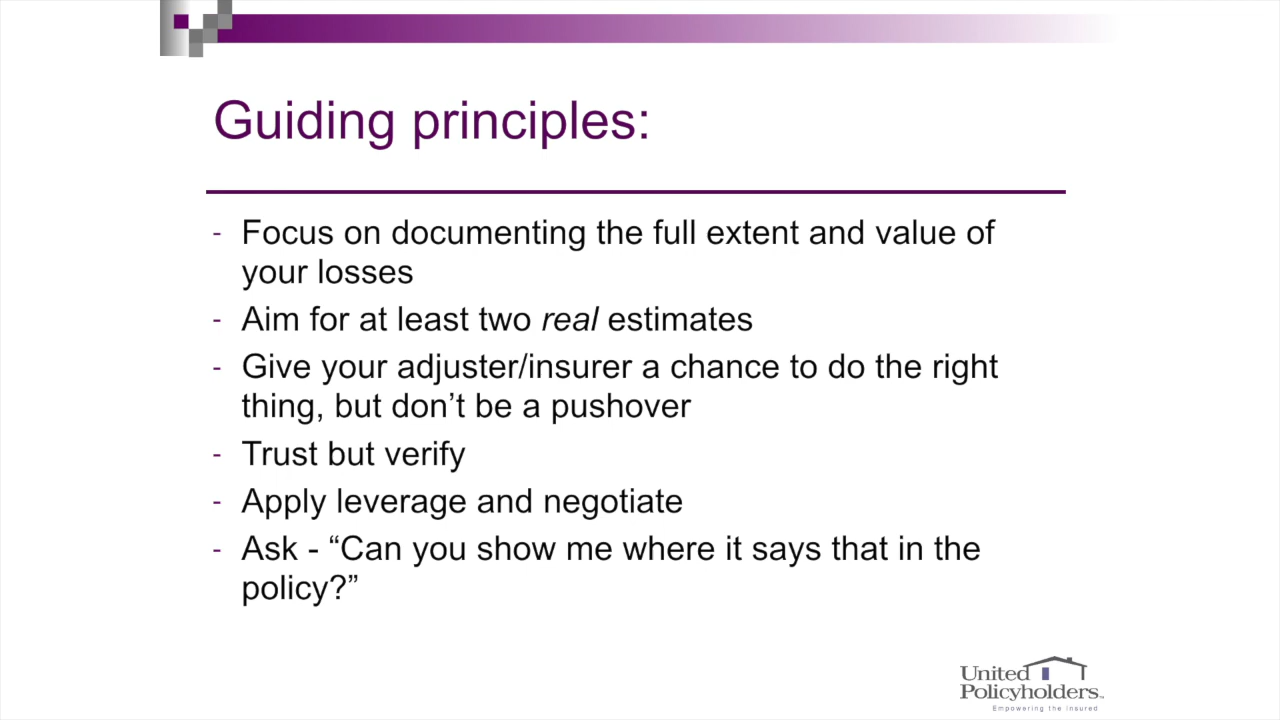 Guiding principles:
- Focus on documenting the full extent and value of
your losses
- Aim for at least two real estimates
- Give your adjuster/insurer a chance to do the right
thing, but don’t be a pushover
- Trust but verify
- Apply leverage and negotiate
- Ask - “Can you show me where it says that in the
policy?”
United
Policyholders™
Empowering the Insured